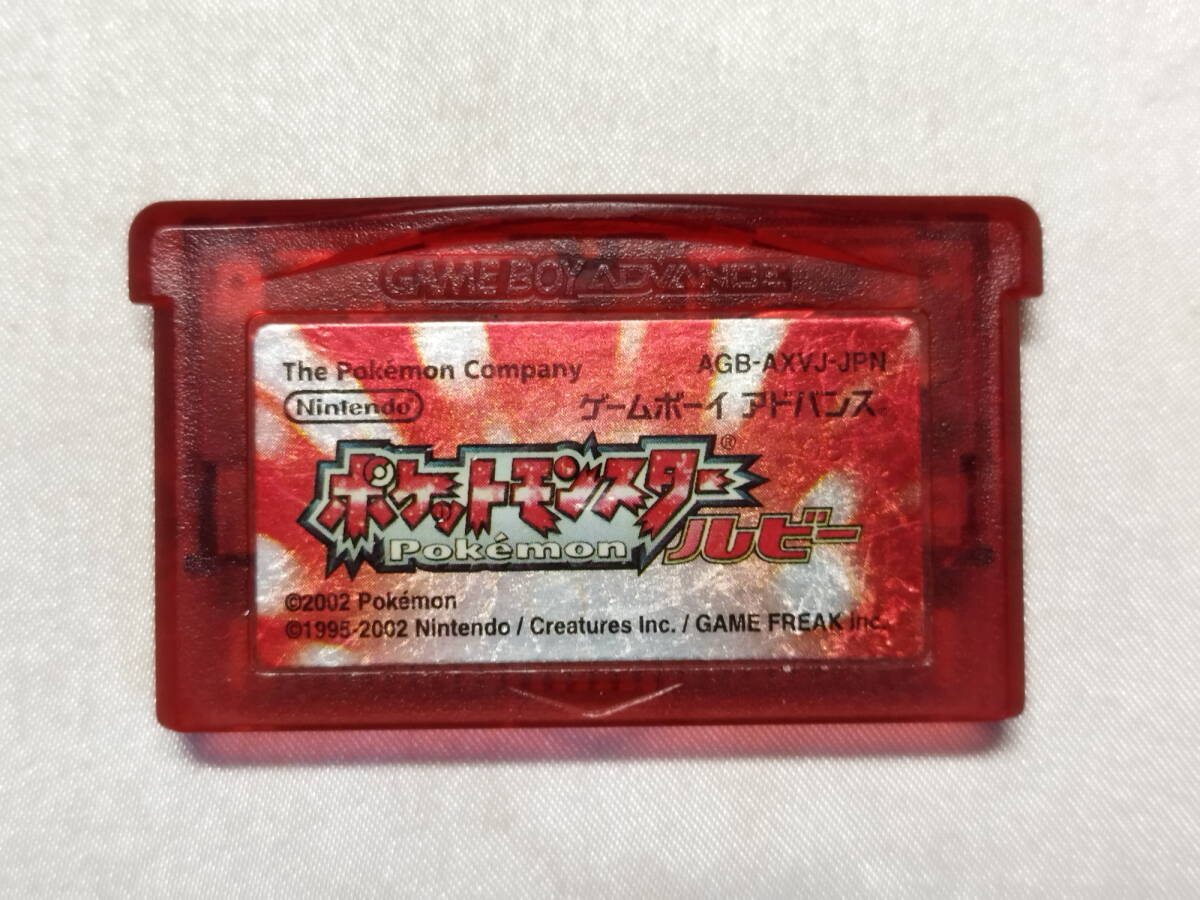 GAME BOY ADVANCE
The Pokémon Company
AGB-AXVJ-JPN
Nintendo
ゲームボーイ アドバンス®
ポケットモンスター®
Pokémon
ルビー
©2002 Pokémon
©1995-2002 Nintendo / Creatures Inc. / GAME FREAK inc.